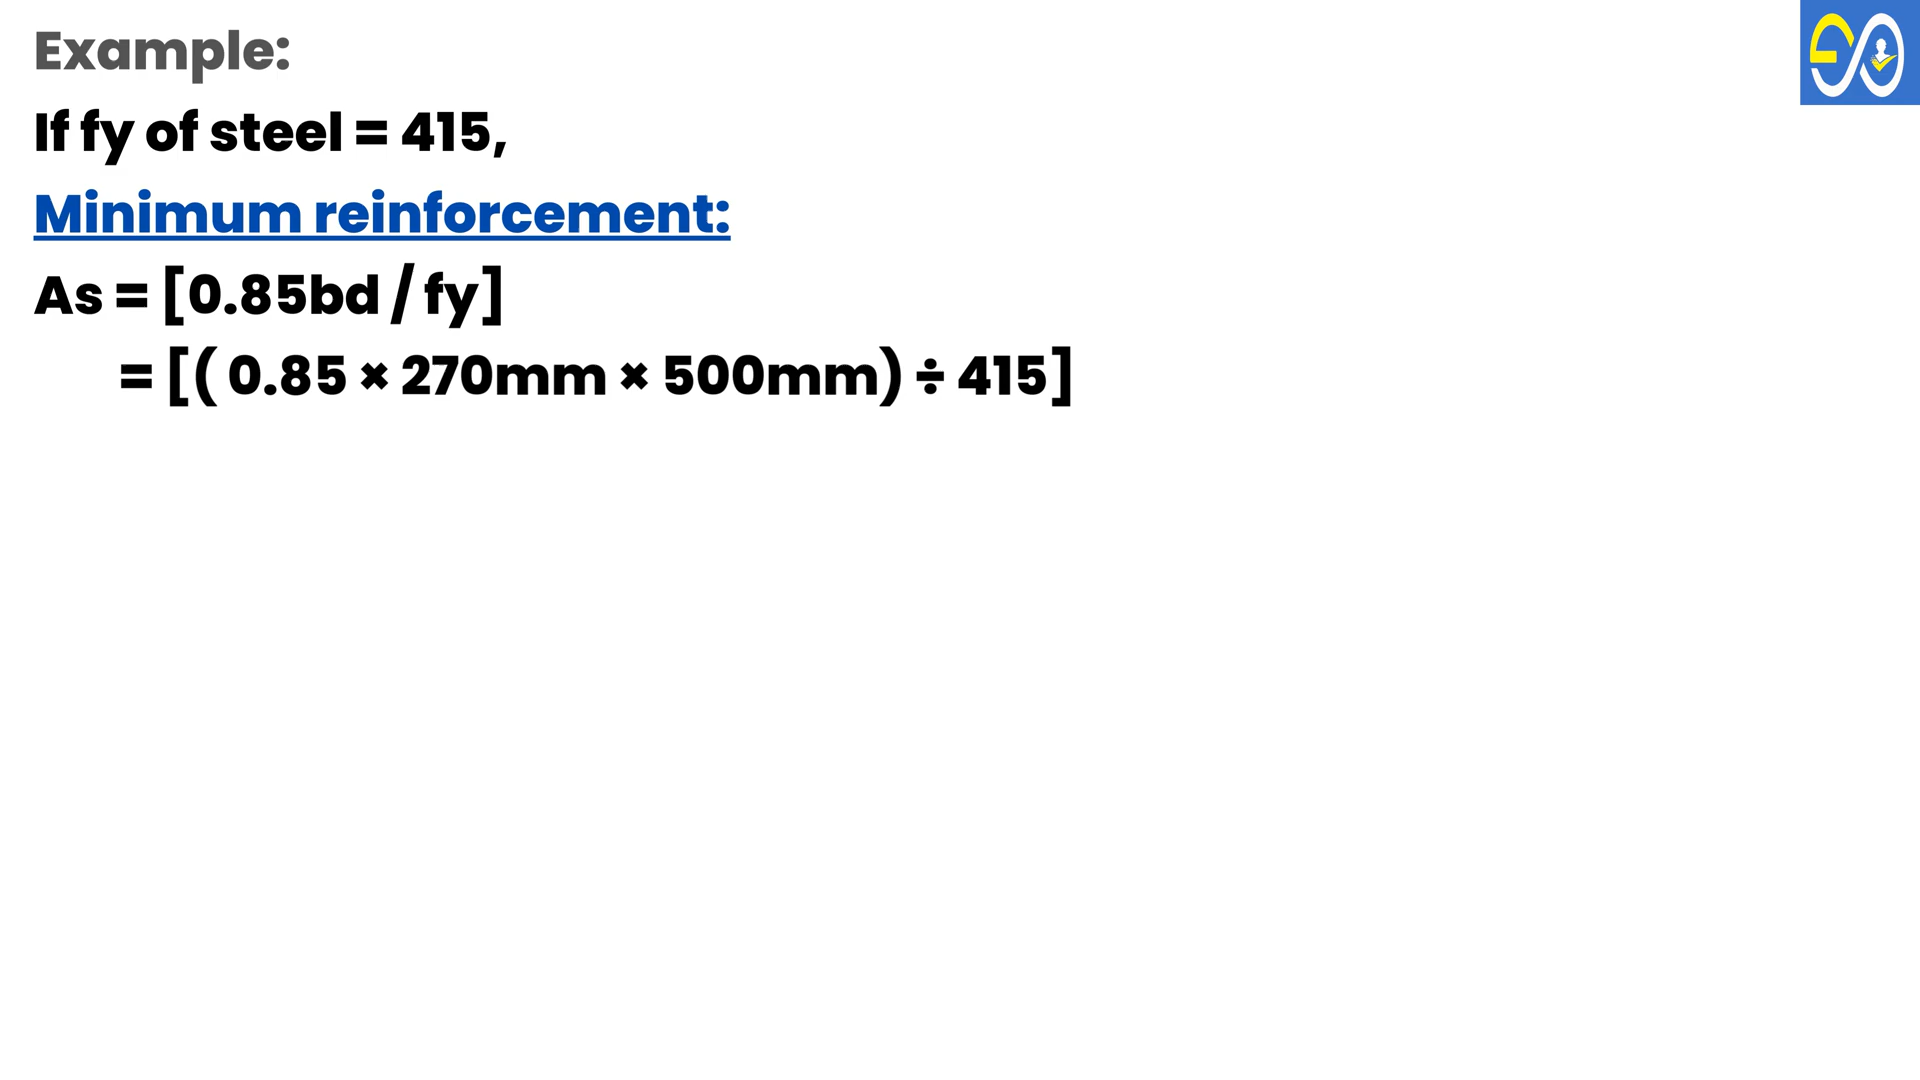 Example:
If fy of steel = 415,
Minimum reinforcement:
As = [0.85bd / fy]
= [( 0.85 × 270mm × 500mm) ÷ 415]